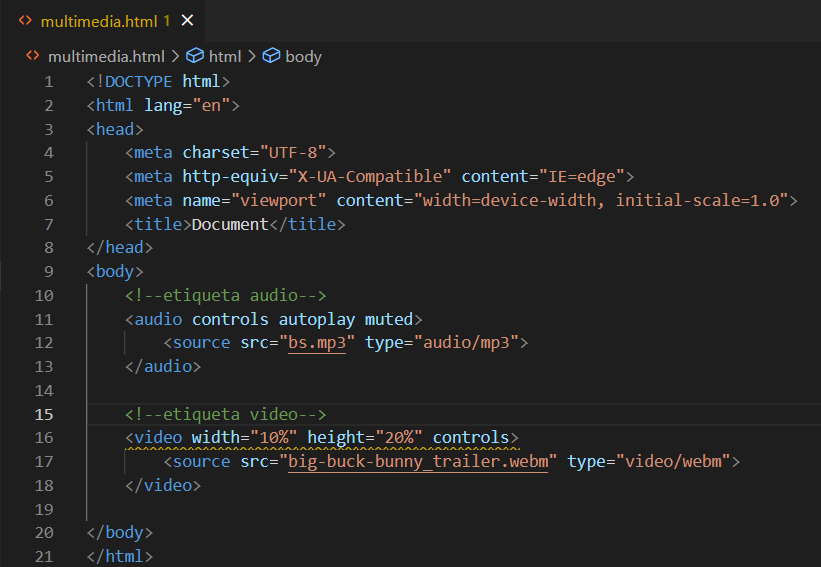 multimedia.html 1
multimedia.html > html > body
1 <!DOCTYPE html>
2 <html lang="en">
3 <head>
4     <meta charset="UTF-8">
5     <meta http-equiv="X-UA-Compatible" content="IE=edge">
6     <meta name="viewport" content="width=device-width, initial-scale=1.0">
7     <title>Document</title>
8 </head>
9 <body>
10     <!--etiqueta audio-->
11     <audio controls autoplay muted>
12         <source src="bs.mp3" type="audio/mp3">
13     </audio>
14
15     <!--etiqueta video-->
16     <video width="10%" height="20%" controls>
17         <source src="big-buck-bunny_trailer.webm" type="video/webm">
18     </video>
19
20 </body>
21 </html>